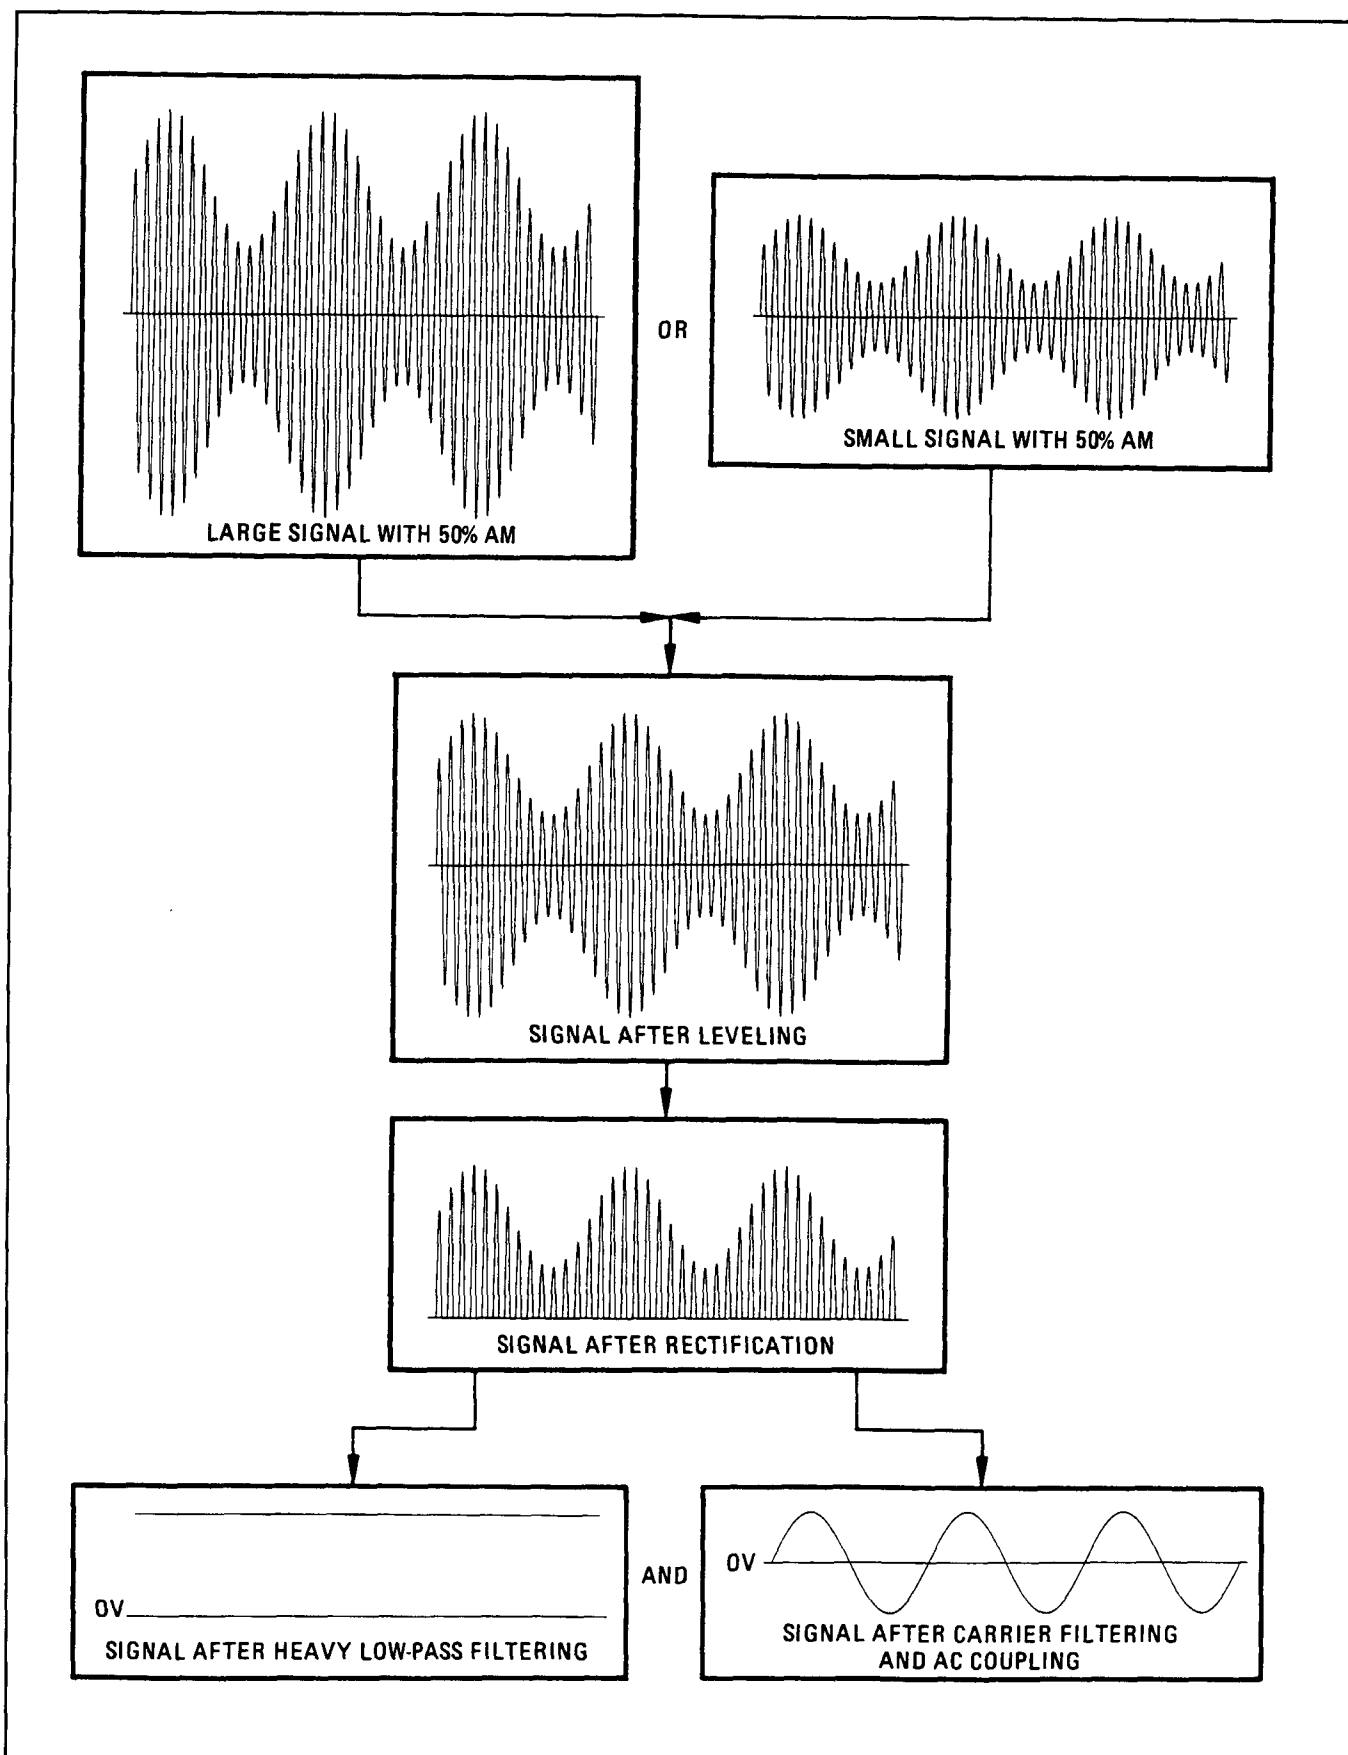 LARGE SIGNAL WITH 50% AM
OR
SMALL SIGNAL WITH 50% AM
SIGNAL AFTER LEVELING
SIGNAL AFTER RECTIFICATION
0V
SIGNAL AFTER HEAVY LOW-PASS FILTERING
AND
0V
SIGNAL AFTER CARRIER FILTERING
AND AC COUPLING